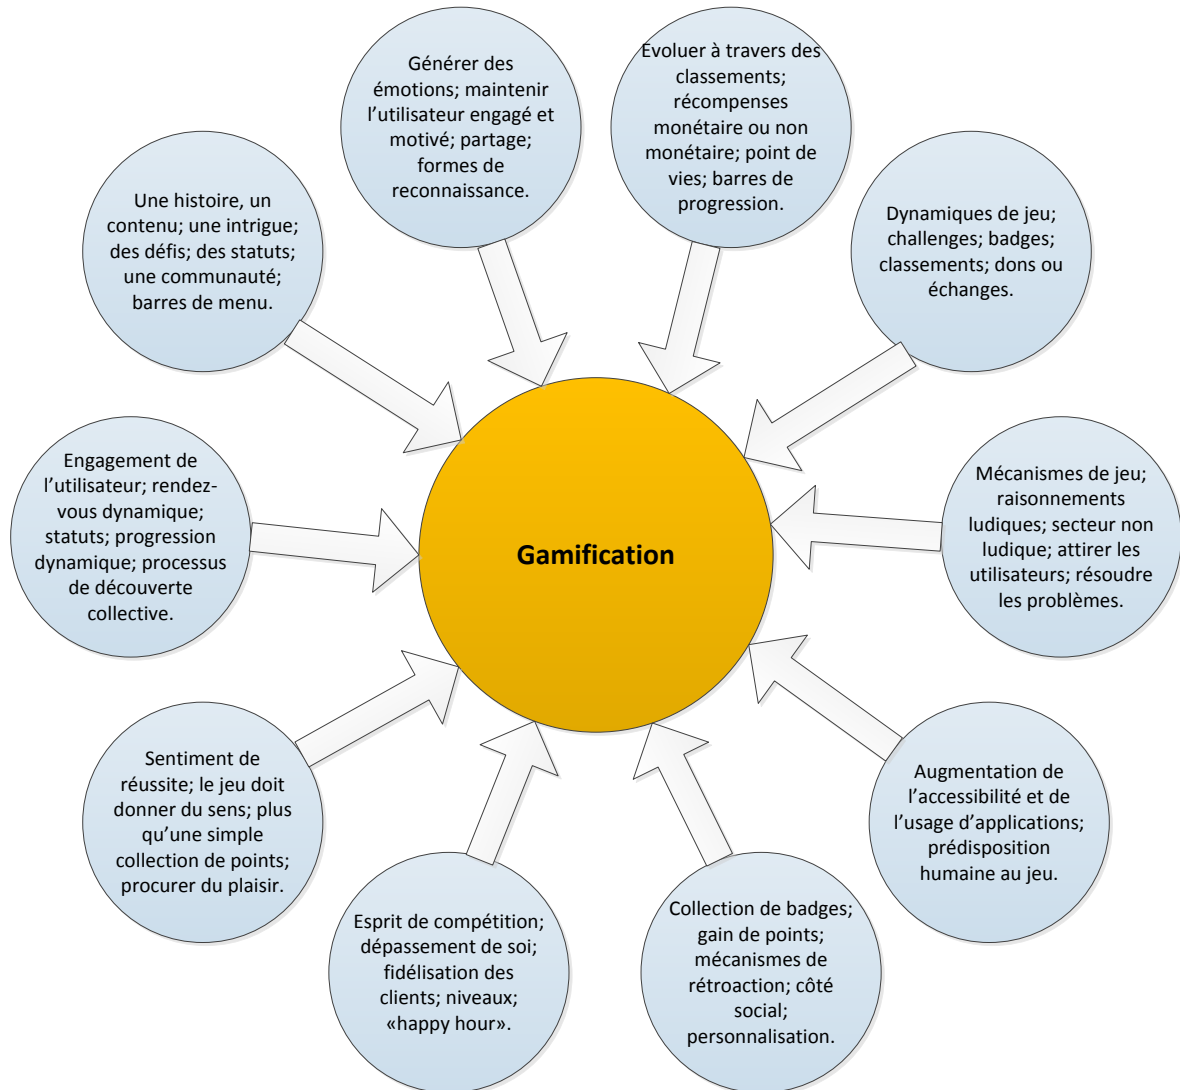 Générer des
émotions; maintenir
l'utilisateur engagé et
motivé; partage;
formes de
reconnaissance.
Evoluer à travers des
classements;
récompenses
monétaire ou non
monétaire; point de
vies; barres de
progression.
Une histoire, un
contenu; une intrigue;
des défis; des statuts;
une communauté;
barres de menu.
Dynamiques de jeu;
challenges; badges;
classements; dons ou
échanges.
Engagement de
l'utilisateur; rendez-
vous dynamique;
statuts; progression
dynamique; processus
de découverte
collective.
Gamification
Mécanismes de jeu;
raisonnements
ludiques; secteur non
ludique; attirer les
utilisateurs; résoudre
les problèmes.
Sentiment de
réussite; le jeu doit
donner du sens; plus
qu'une simple
collection de points;
procurer du plaisir.
Augmentation de
l'accessibilité et de
l'usage d'applications;
prédisposition
humaine au jeu.
Esprit de compétition;
dépassement de soi;
fidélisation des
clients; niveaux;
«happy hour».
Collection de badges;
gain de points;
mécanismes de
rétroaction; côté
social;
personnalisation.